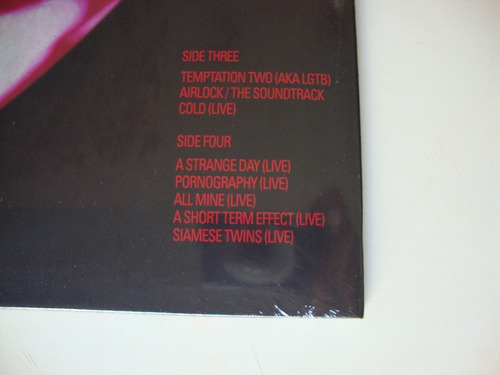 SIDE THREE
TEMPTATION TWO (AKA LGTB)
AIRLOCK/THE SOUNDTRACK
COLD (LIVE)
SIDE FOUR
A STRANGE DAY (LIVE)
PORNOGRAPHY (LIVE)
ALL MINE (LIVE)
A SHORT TERM EFFECT (LIVE)
SIAMESE TWINS (LIVE)